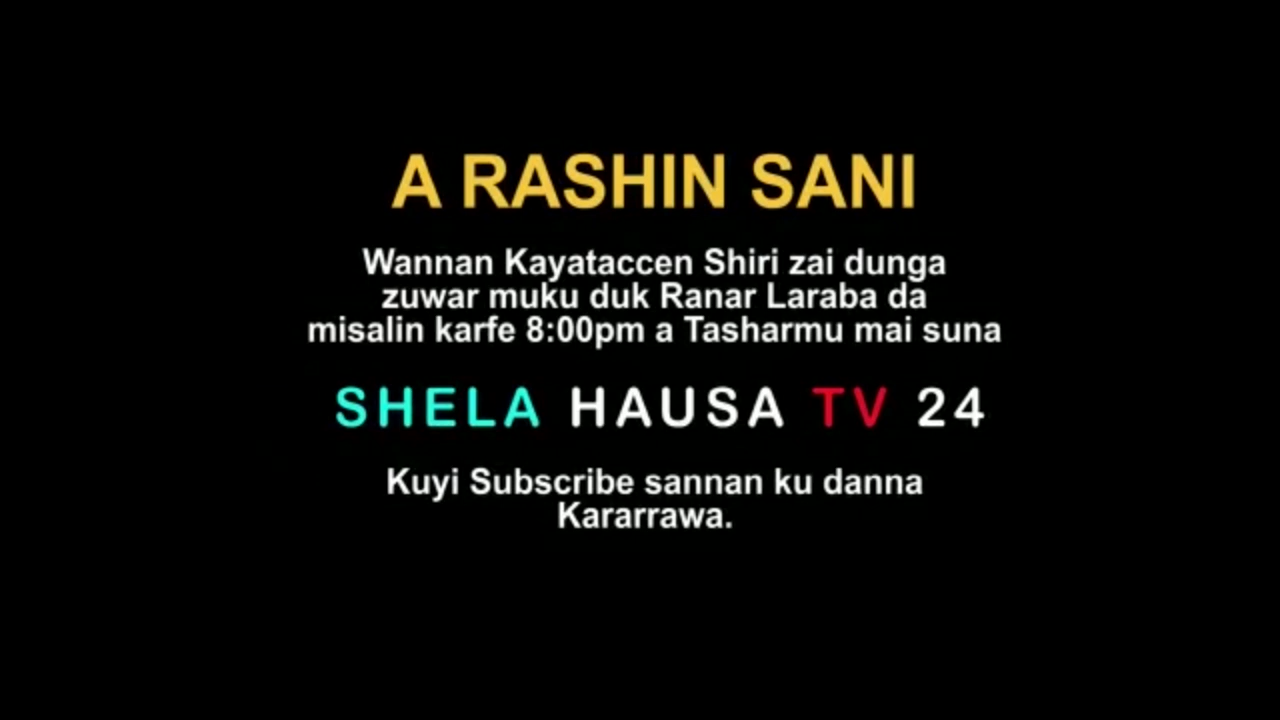 A RASHIN SANI
Wannan Kayataccen Shiri zai dunga
zuwar muku duk Ranar Laraba da
misalin karfe 8:00pm a Tasharmu mai suna
SHELA HAUSA TV 24
Kuyi Subscribe sannan ku danna
Kararrawa.